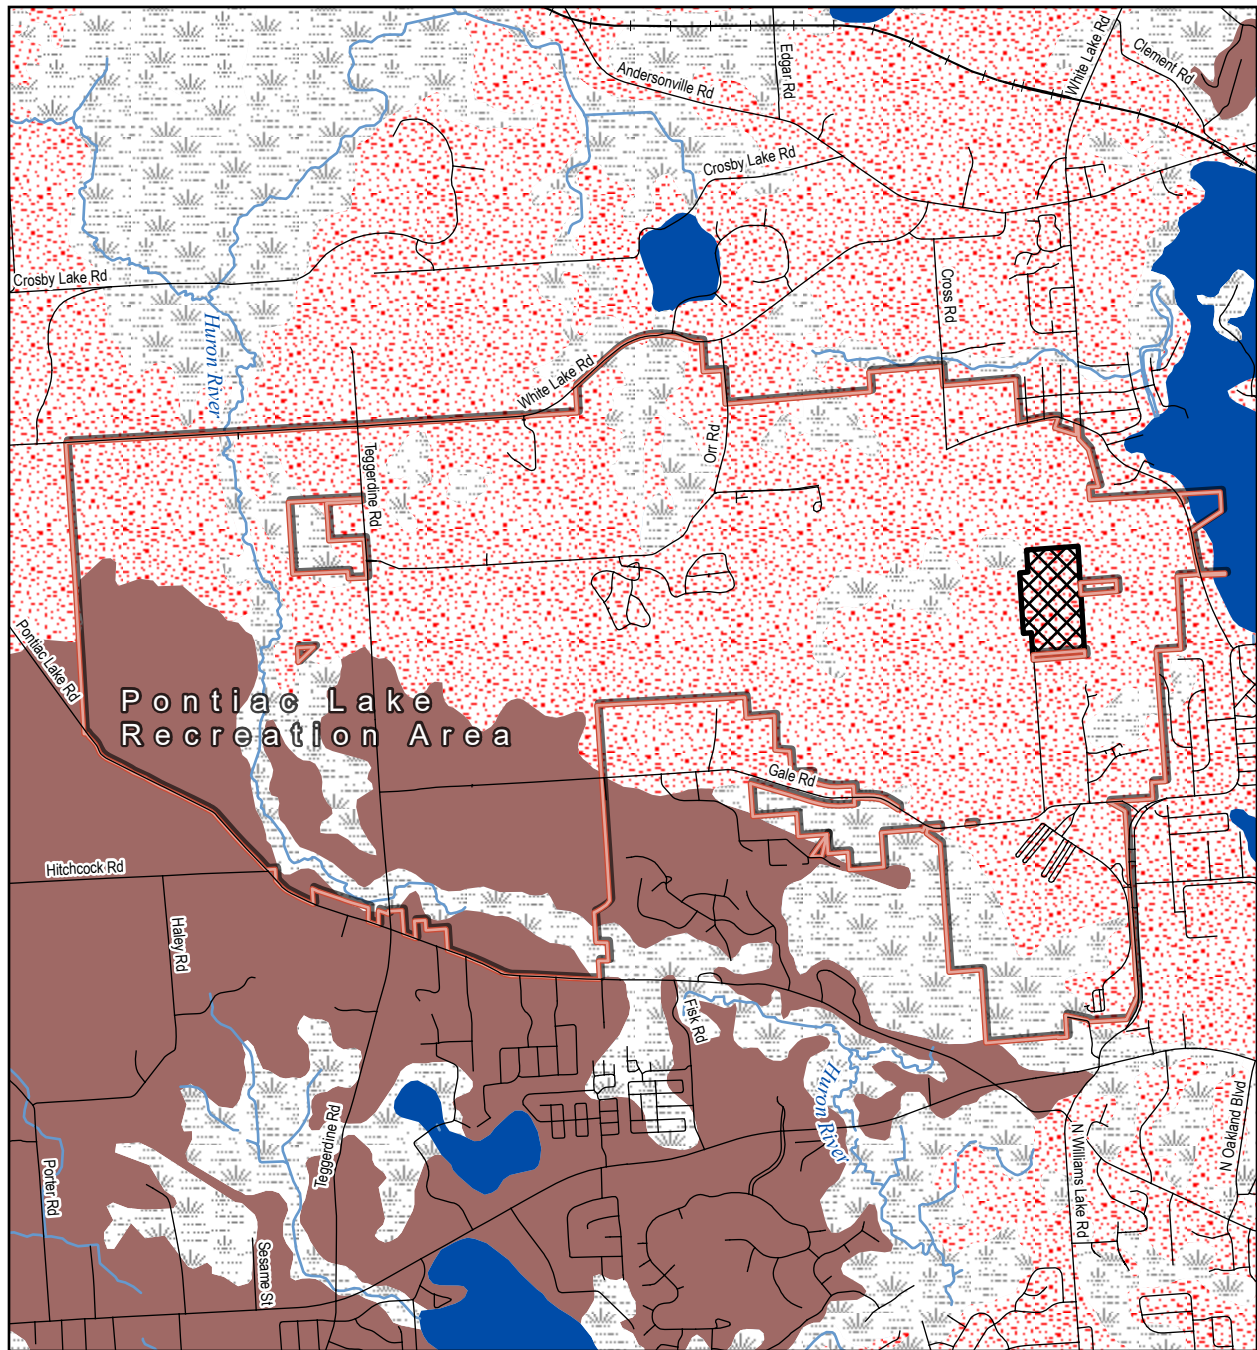 White Lake Rd
Clement Rd
Edgar Rd
Andersonville Rd
Crosby Lake Rd
Crosby Lake Rd
Cross Rd
Huron River
White Lake Rd
Orr Rd
Teggerdine Rd
Pontiac Lake Rd
Pontiac Lake
Recreation Area
Gale Rd
Hitchcock Rd
Haley Rd
Fisk Rd
Huron River
Teggerdine Rd
N Oakland Blvd
N Williams Lake Rd
Porter Rd
Sesame St